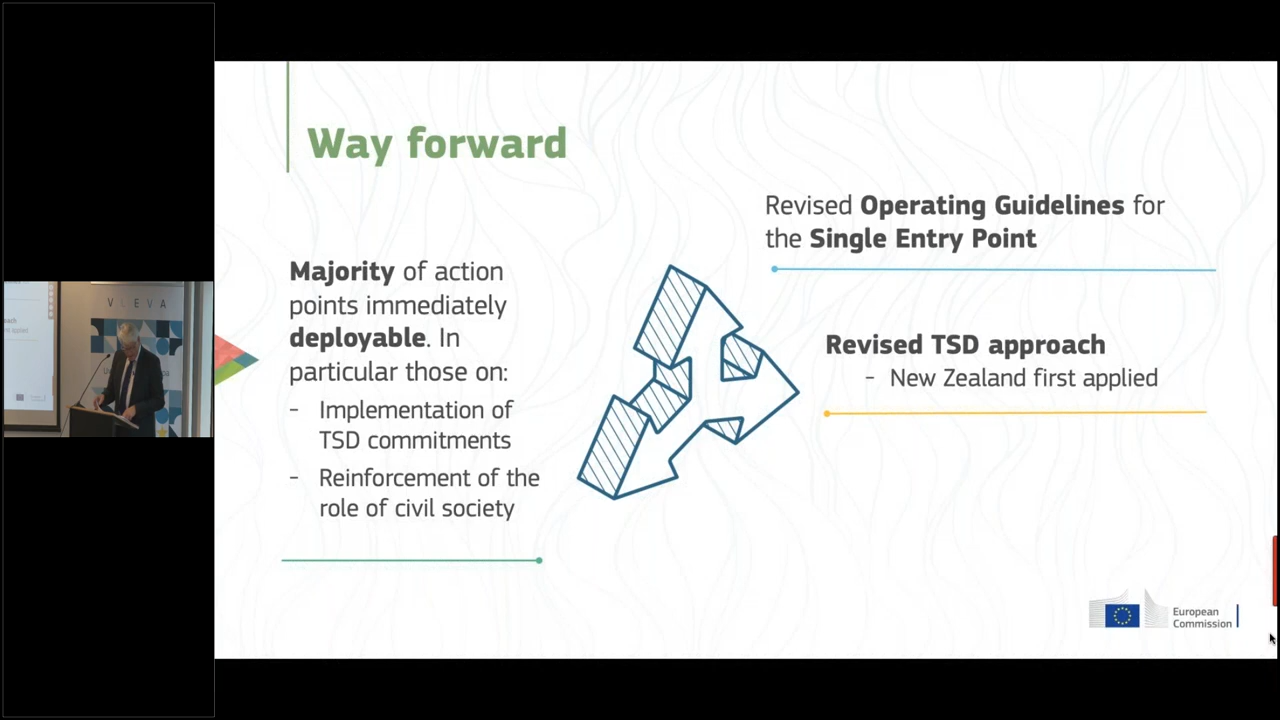 Way forward
Majority of action
points immediately
deployable. In
particular those on:
- Implementation of
TSD commitments
- Reinforcement of the
role of civil society
Revised Operating Guidelines for
the Single Entry Point
Revised TSD approach
- New Zealand first applied
European
Commission
VLEVA